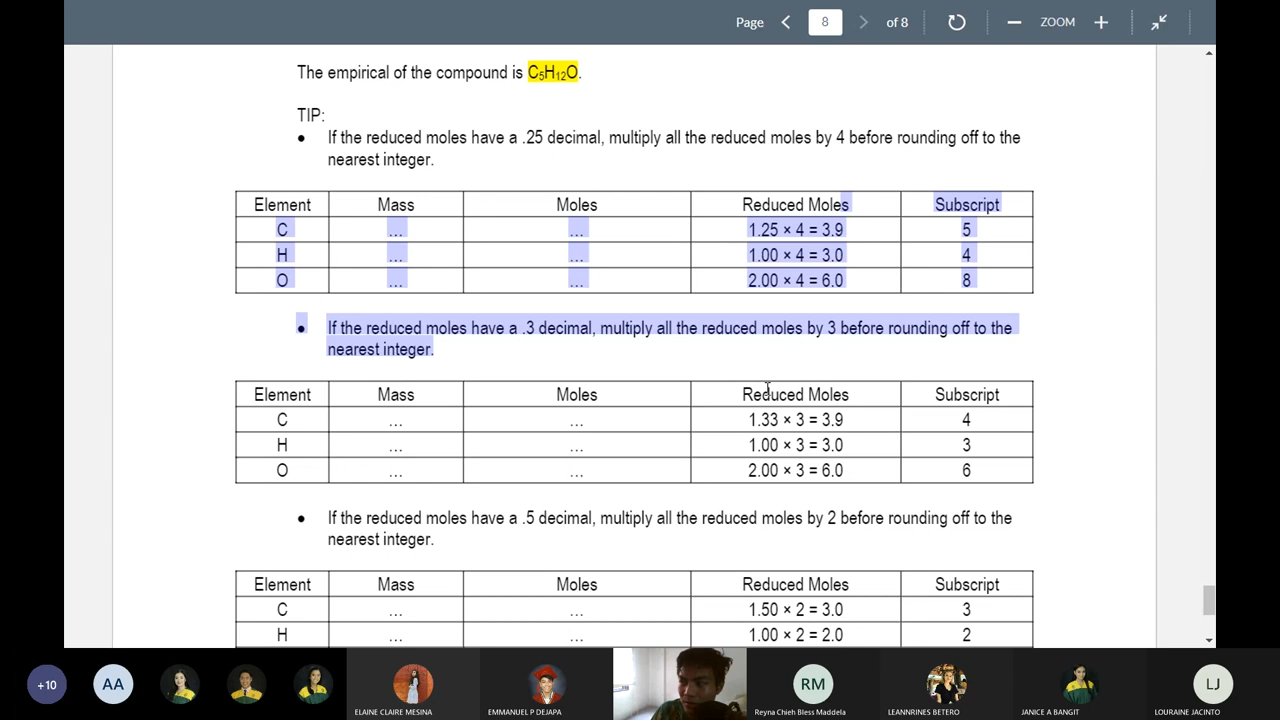 Page 8 of 8 ZOOM
The empirical of the compound is C₅H₁₂O.
TIP:
● If the reduced moles have a .25 decimal, multiply all the reduced moles by 4 before rounding off to the
nearest integer.
Element Mass Moles Reduced Moles Subscript
C … … 1.25 × 4 = 3.9 5
H … … 1.00 × 4 = 3.0 4
O … … 2.00 × 4 = 6.0 8
● If the reduced moles have a .3 decimal, multiply all the reduced moles by 3 before rounding off to the
nearest integer.
Element Mass Moles Reduced Moles Subscript
C … … 1.33 × 3 = 3.9 4
H … … 1.00 × 3 = 3.0 3
O … … 2.00 × 3 = 6.0 6
● If the reduced moles have a .5 decimal, multiply all the reduced moles by 2 before rounding off to the
nearest integer.
Element Mass Moles Reduced Moles Subscript
C … … 1.50 × 2 = 3.0 3
H … … 1.00 × 2 = 2.0 2
+10 AA RM LJ
ELAINE CLAIRE MESINA EMMANUEL P DEJAPA Reyna Chieh Bless Maddela LEANNRINES BETERO JANICE A BANGIT LOURAINE JACINTO